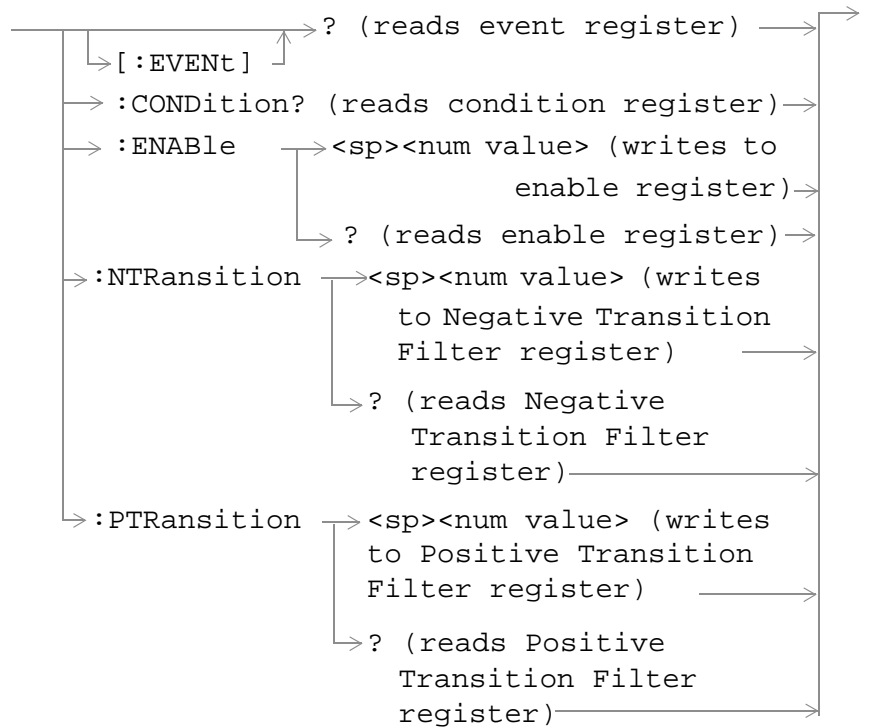 ? (reads event register)
[:EVENt]
:CONDition? (reads condition register)
:ENABle <sp><num value> (writes to
enable register)
? (reads enable register)
:NTRansition <sp><num value> (writes
to Negative Transition
Filter register)
? (reads Negative
Transition Filter
register)
:PTRansition <sp><num value> (writes
to Positive Transition
Filter register)
? (reads Positive
Transition Filter
register)